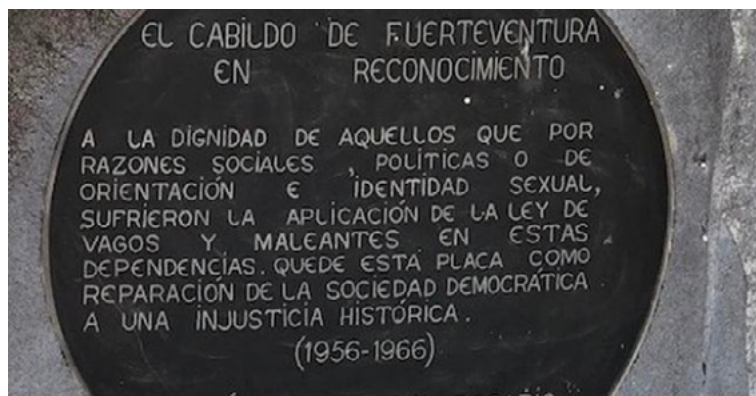 EL CABILDO DE FUERTEVENTURA
EN RECONOCIMIENTO
A LA DIGNIDAD DE AQUELLOS QUE POR
RAZONES SOCIALES , POLÍTICAS O DE
ORIENTACIÓN E IDENTIDAD SEXUAL,
SUFRIERON LA APLICACIÓN DE LA LEY DE
VAGOS Y MALEANTES EN ESTAS
DEPENDENCIAS. QUEDE ESTA PLACA COMO
REPARACIÓN DE LA SOCIEDAD DEMOCRÁTICA
A UNA INJUSTICIA HISTÓRICA.
(1956-1966)